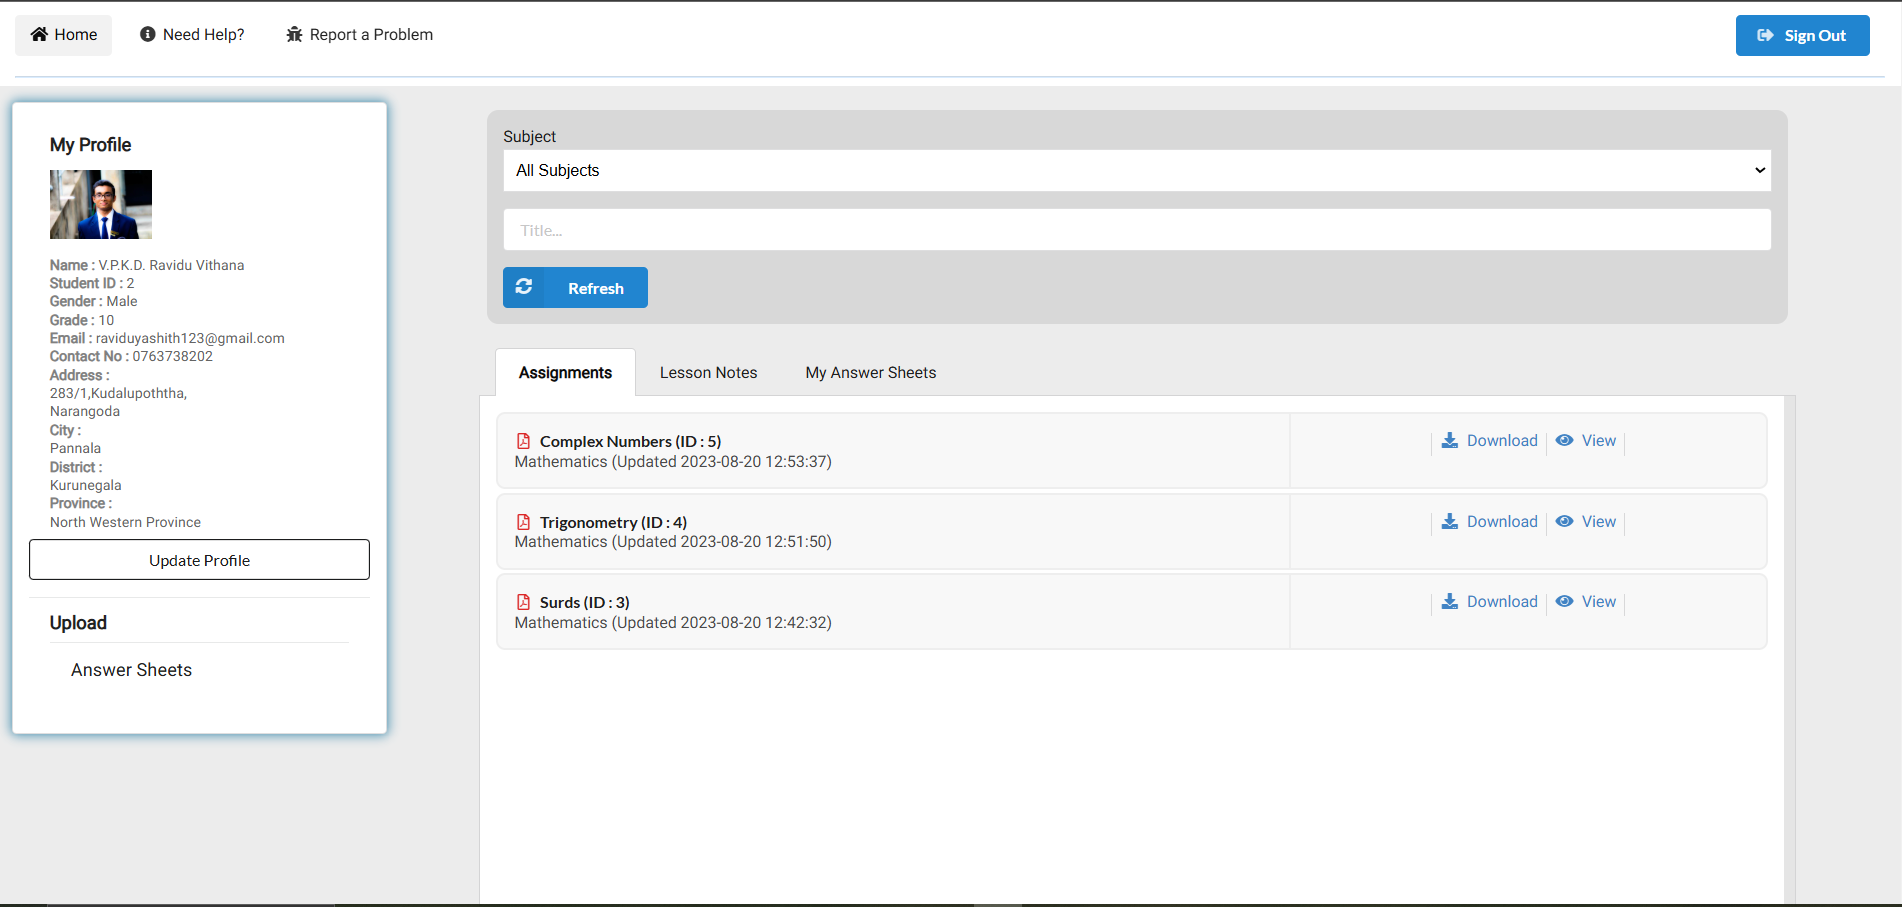 Home
Need Help?
Report a Problem
Sign Out
My Profile
Name : V.P.K.D. Ravidu Vithana
Student ID : 2
Gender : Male
Grade : 10
Email : raviduyashith123@gmail.com
Contact No : 0763738202
Address :
283/1,Kudalupoththa,
Narangoda
City :
Pannala
District :
Kurunegala
Province :
North Western Province
Update Profile
Upload
Answer Sheets
Subject
All Subjects
Title...
Refresh
Assignments
Lesson Notes
My Answer Sheets
Complex Numbers (ID : 5)
Mathematics (Updated 2023-08-20 12:53:37)
Download
View
Trigonometry (ID : 4)
Mathematics (Updated 2023-08-20 12:51:50)
Download
View
Surds (ID : 3)
Mathematics (Updated 2023-08-20 12:42:32)
Download
View